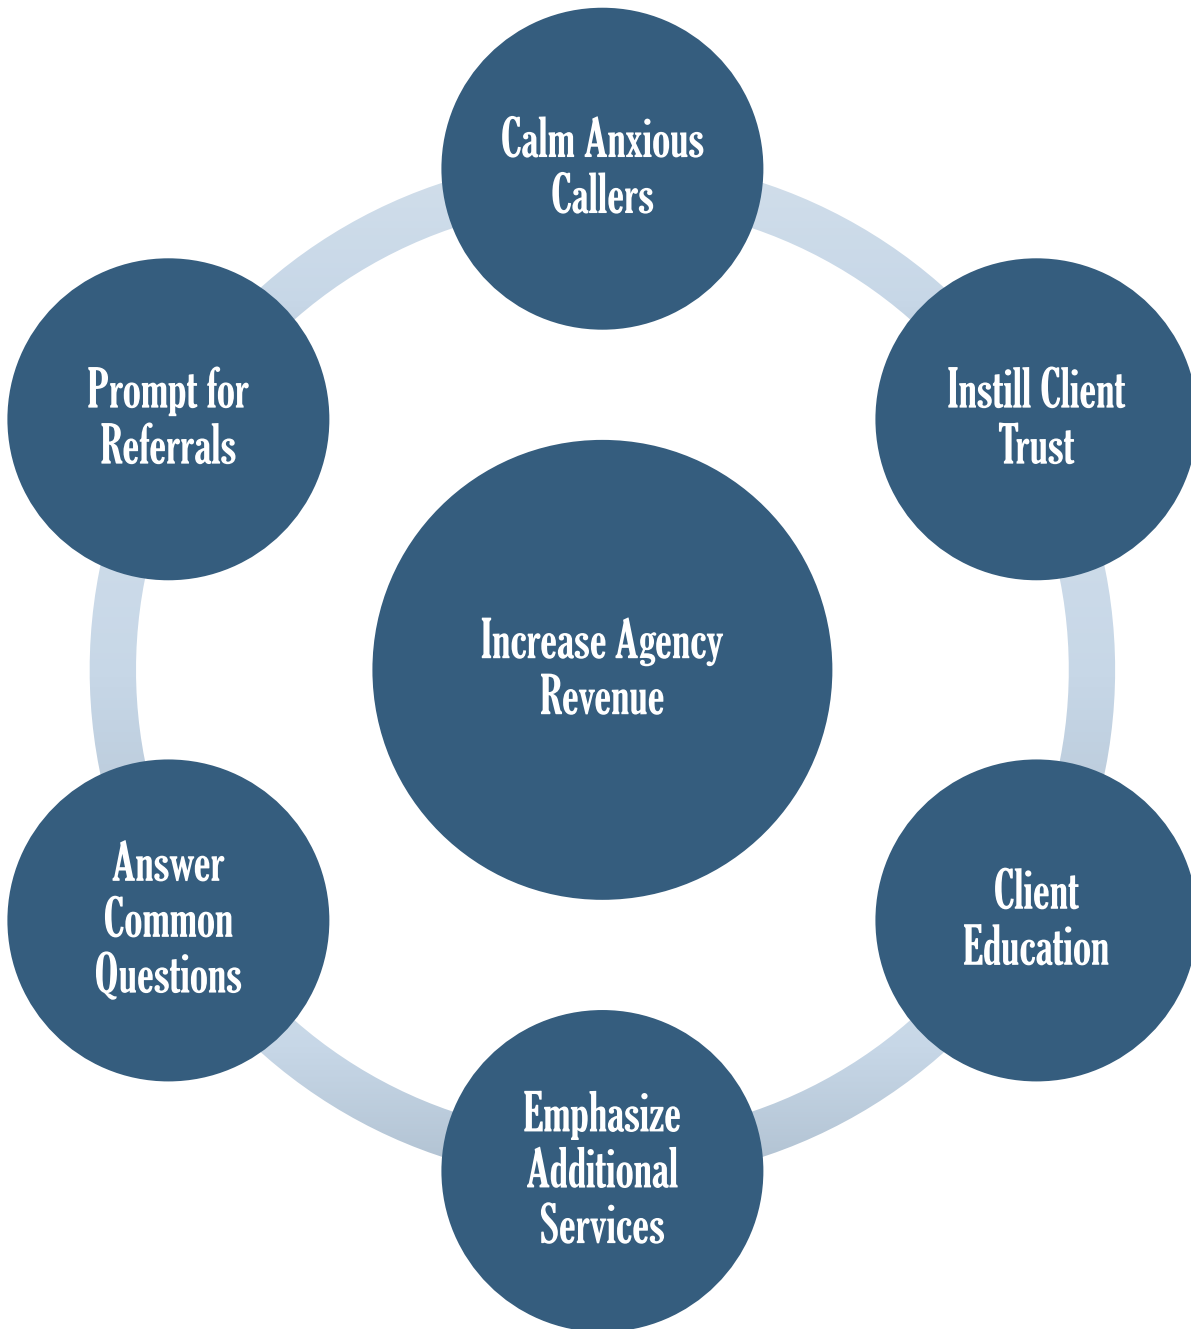 Calm Anxious
Callers
Instill Client
Trust
Client
Education
Emphasize
Additional
Services
Answer
Common
Questions
Prompt for
Referrals
Increase Agency
Revenue